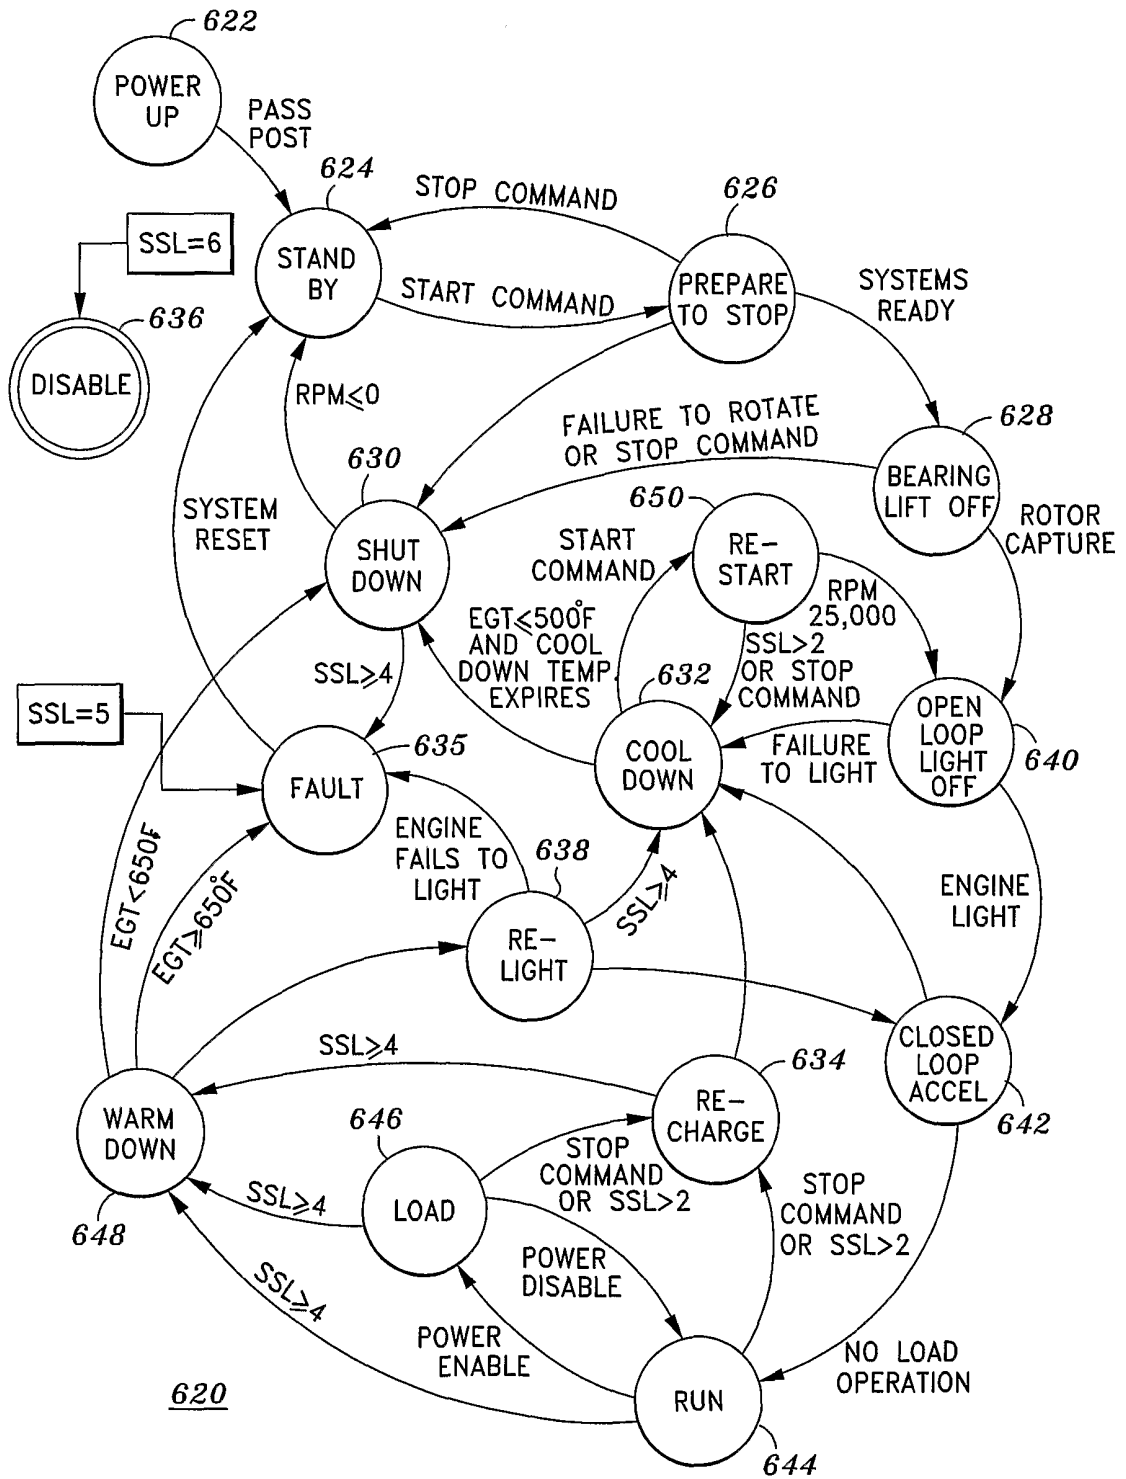 622
POWER
UP
PASS
POST
624
STOP COMMAND
626
SSL=6
STAND
BY
START COMMAND
PREPARE
TO STOP
SYSTEMS
READY
636
DISABLE
RPM⩽0
FAILURE TO ROTATE
OR STOP COMMAND
628
BEARING
LIFT OFF
630
650
SYSTEM
RESET
SHUT
DOWN
START
COMMAND
RE-
START
ROTOR
CAPTURE
RPM
25,000
EGT⩽500°F
AND COOL
DOWN TEMP.
EXPIRES
SSL>2
OR STOP
COMMAND
SSL⩾4
632
SSL=5
635
COOL
DOWN
FAILURE
TO LIGHT
OPEN
LOOP
LIGHT
OFF
640
FAULT
ENGINE
FAILS TO
LIGHT
638
SSL⩾4
ENGINE
LIGHT
EGT<650°F
EGT⩾650°F
RE-
LIGHT
SSL⩾4
634
CLOSED
LOOP
ACCEL
642
WARM
DOWN
648
646
RE-
CHARGE
STOP
COMMAND
OR SSL>2
LOAD
SSL⩾4
STOP
COMMAND
OR SSL>2
POWER
DISABLE
SSL⩾4
POWER
ENABLE
NO LOAD
OPERATION
RUN
620
644